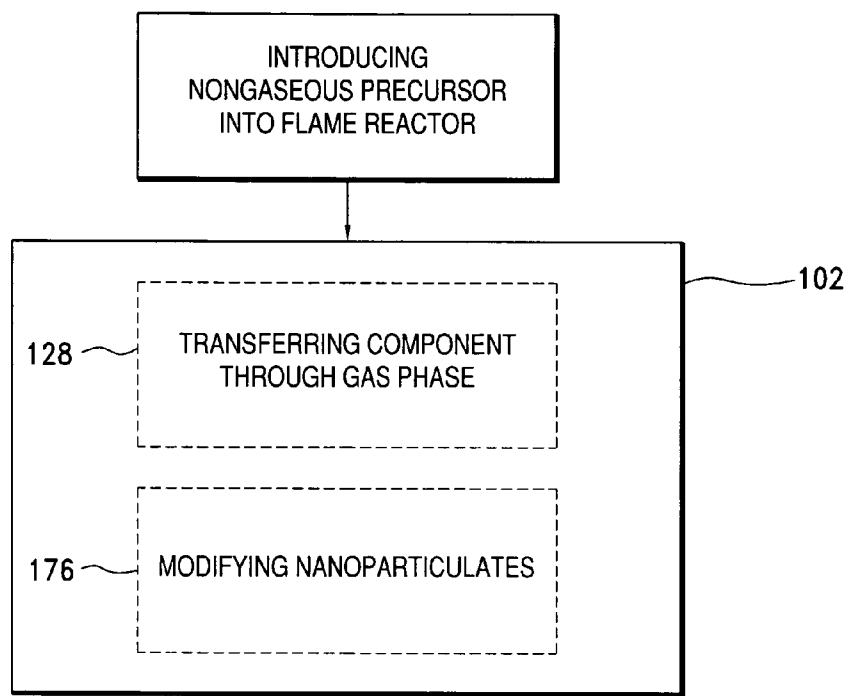 INTRODUCING
NONGASEOUS PRECURSOR
INTO FLAME REACTOR
102
128
TRANSFERRING COMPONENT
THROUGH GAS PHASE
176
MODIFYING NANOPARTICULATES